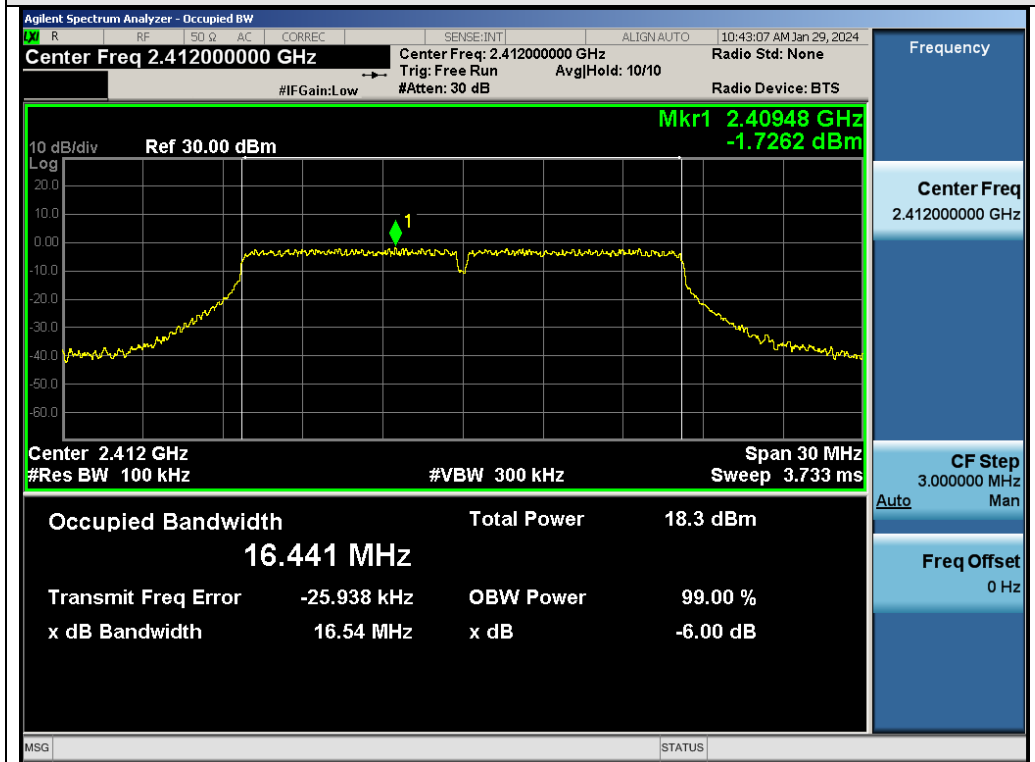 Agilent Spectrum Analyzer - Occupied BW
LXI R RF 50 Ω AC CORREC SENSE:INT ALIGN AUTO 10:43:07 AM Jan 29, 2024
Center Freq 2.412000000 GHz Center Freq: 2.412000000 GHz Radio Std: None
Trig: Free Run Avg|Hold: 10/10
#IFGain:Low #Atten: 30 dB Radio Device: BTS
Mkr1 2.40948 GHz
10 dB/div Ref 30.00 dBm -1.7262 dBm
Log
20.0
10.0
1
0.00
-10.0
-20.0
-30.0
-40.0
-50.0
-60.0
Center 2.412 GHz Span 30 MHz
#Res BW 100 kHz #VBW 300 kHz Sweep 3.733 ms
Occupied Bandwidth Total Power 18.3 dBm
16.441 MHz
Transmit Freq Error -25.938 kHz OBW Power 99.00 %
x dB Bandwidth 16.54 MHz x dB -6.00 dB
MSG STATUS
Frequency
Center Freq
2.412000000 GHz
CF Step
3.000000 MHz
Auto Man
Freq Offset
0 Hz